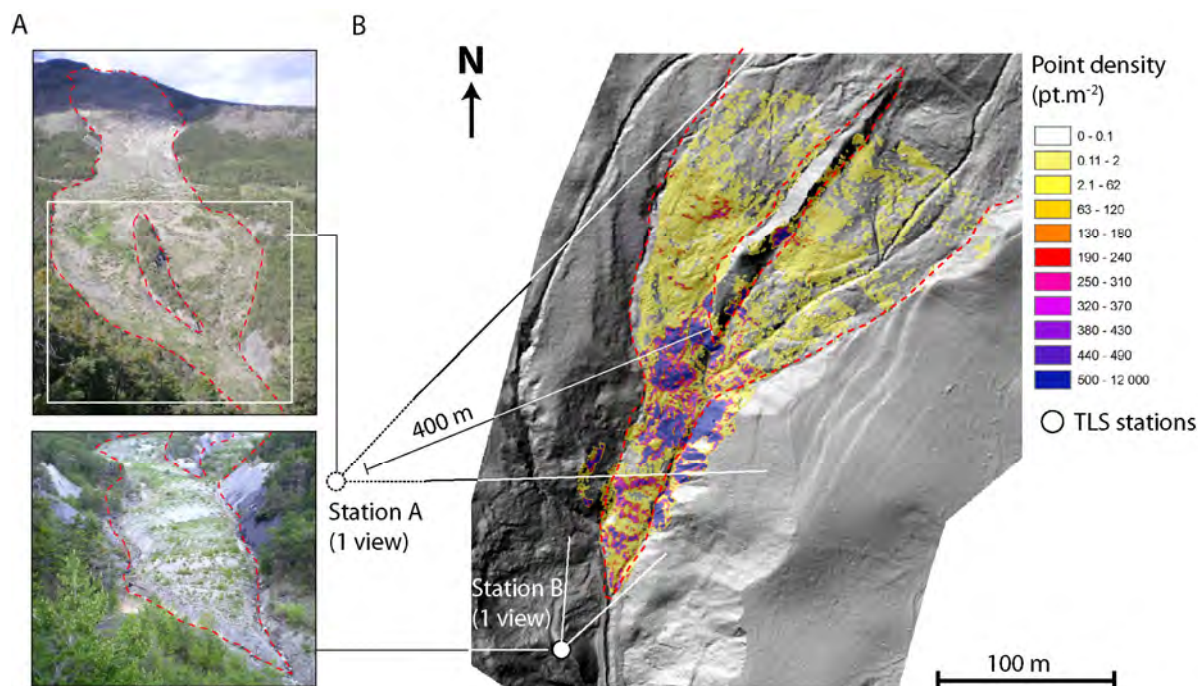 A
B
N
400 m
Station A
(1 view)
Station B
(1 view)
Point density
(pt.m⁻²)
0 - 0.1
0.11 - 2
2.1 - 62
63 - 120
130 - 180
190 - 240
250 - 310
320 - 370
380 - 430
440 - 490
500 - 12 000
TLS stations
100 m